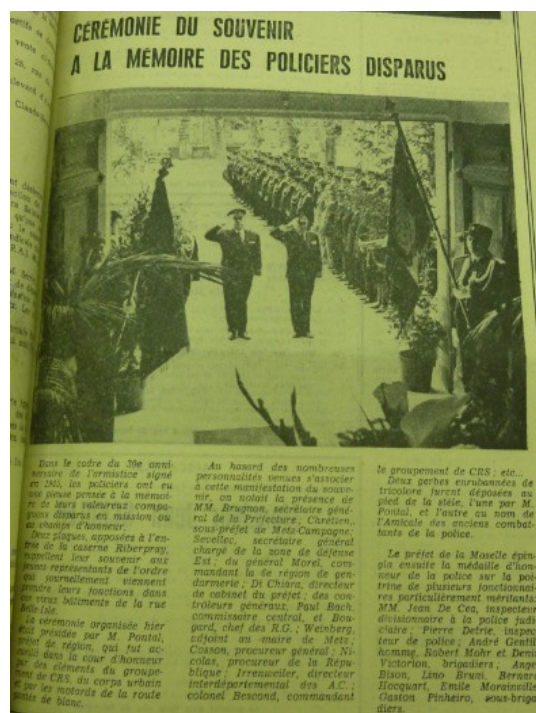 CÉRÉMONIE DU SOUVENIR
A LA MÉMOIRE DES POLICIERS DISPARUS
Dans le cadre du 30e anni-
versaire de l'armistice signé
en 1945, les policiers ont eu
une pieuse pensée à la mémoi-
re de leurs valeureux compa-
gnons disparus en mission ou
au champs d'honneur.
Deux plaques, apposées à l'en-
trée de la caserne Riberpray,
rappellent leur souvenir aux
jeunes représentants de l'ordre
qui journellement viennent
prendre leurs fonctions dans
ces vieux bâtiments de la rue
Belle-Isle.
La cérémonie organisée hier
était présidée par M. Pontal,
préfet de région, qui fut ac-
cueilli dans la cour d'honneur
par des éléments du groupe-
ment de CRS, du corps urbain
et par les motards de la route
de blanc.
Au hasard des nombreuses
personnalités venues s'associer
à cette manifestation du souve-
nir, on notait la présence de
MM. Brugnon, secrétaire géné-
ral de la Préfecture ; Chrétien,
sous-préfet de Metz-Campagne ;
Sevellec, secrétaire général
chargé de la zone de défense
Est ; du général Morel, com-
mandant la 6e région de gen-
darmerie ; Di Chiara, directeur
de cabinet du préfet ; des con-
trôleurs généraux, Paul Bach,
commissaire central, et Bou-
gard, chef des R.G. ; Weinberg,
adjoint au maire de Metz ;
Cosson, procureur général ; Ni-
colas, procureur de la Répu-
blique ; Irrenweiler, directeur
interdépartemental des A.C. ;
colonel Bescond, commandant
le groupement de CRS ; etc...
Deux gerbes enrubannées de
tricolore furent déposées au
pied de la stèle, l'une par M.
Pontal, et l'autre au nom de
l'Amicale des anciens combat-
tants de la police.
Le préfet de la Moselle épin-
gla ensuite la médaille d'hon-
neur de la police sur la poi-
trine de plusieurs fonctionnai-
res particulièrement méritants :
MM. Jean De Cea, inspecteur
divisionnaire à la police judi-
ciaire ; Pierre Detrie, inspec-
teur de police ; André Gentil-
homme, Robert Mohr et Denis
Victorion, brigadiers ; Ange
Bison, Lino Bruni, Bernard
Hocquart, Emile Morainville
Gaston Pinheiro, sous-briga-
diers.